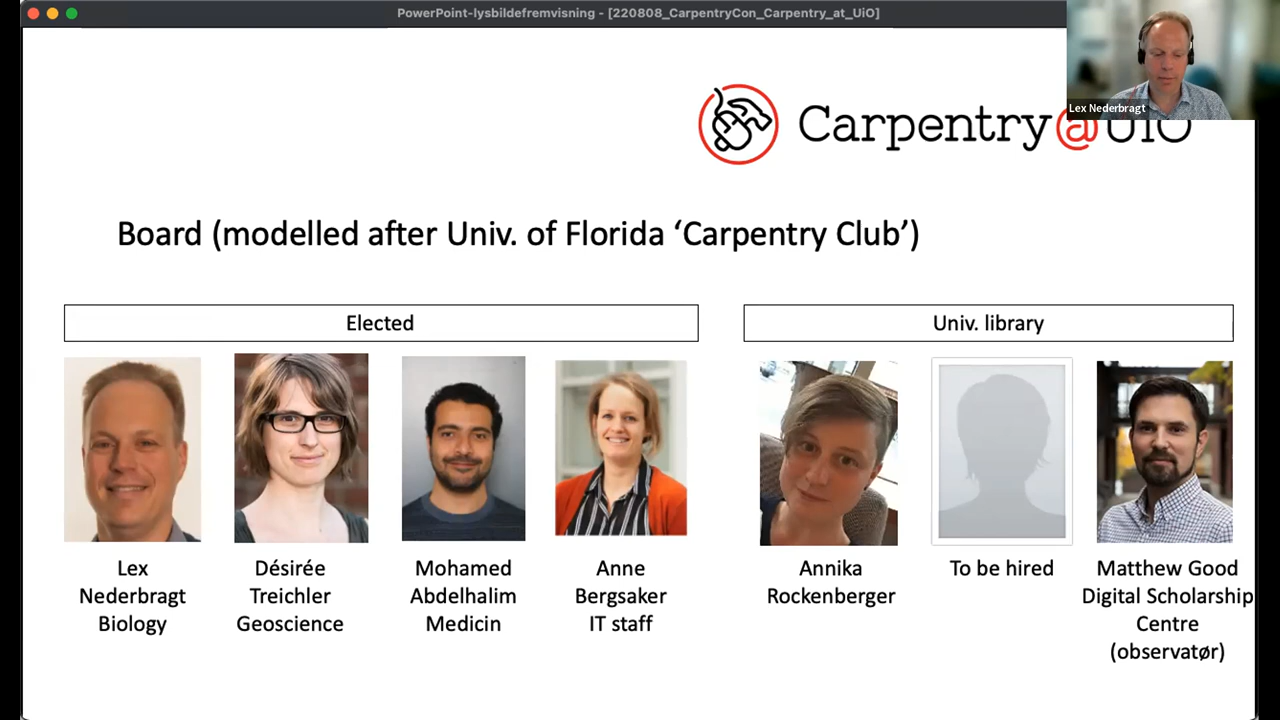 PowerPoint-lysbildefremvisning - [220808_CarpentryCon_Carpentry_at_UiO]
Lex Nederbragt
Carpentry@UiO
Board (modelled after Univ. of Florida ‘Carpentry Club’)
Elected
Univ. library
Lex
Nederbragt
Biology
Désirée
Treichler
Geoscience
Mohamed
Abdelhalim
Medicin
Anne
Bergsaker
IT staff
Annika
Rockenberger
To be hired
Matthew Good
Digital Scholarship
Centre
(observatør)